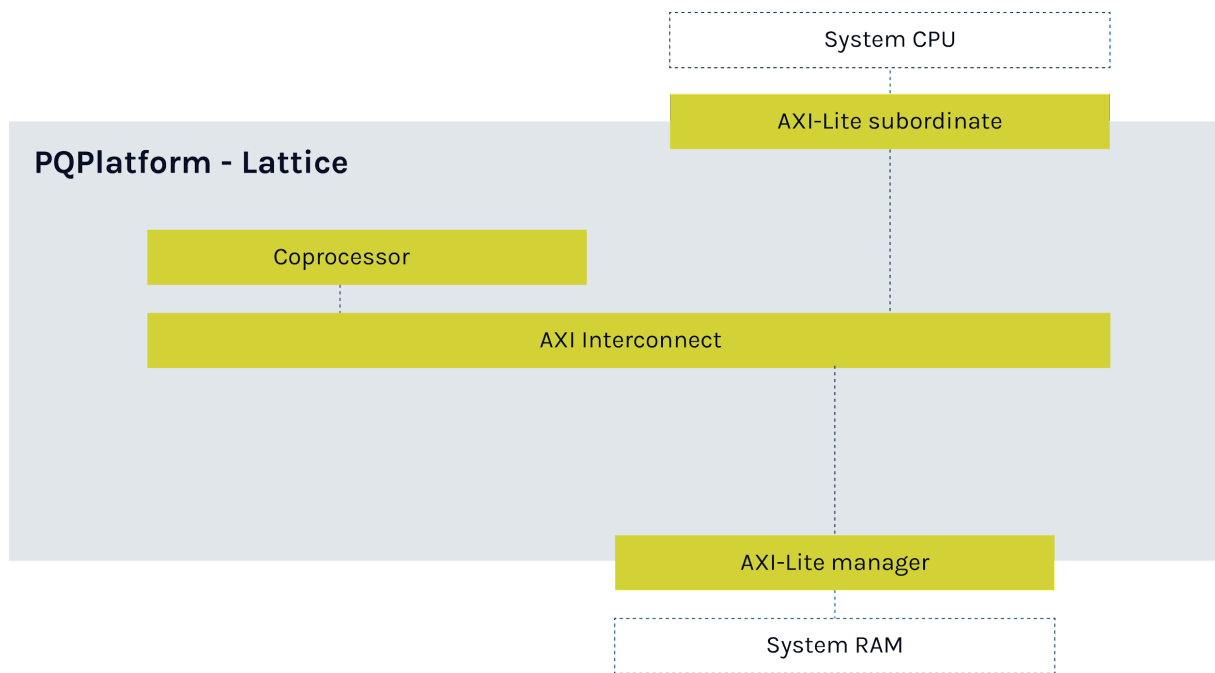 System CPU
AXI-Lite subordinate
PQPlatform - Lattice
Coprocessor
AXI Interconnect
AXI-Lite manager
System RAM